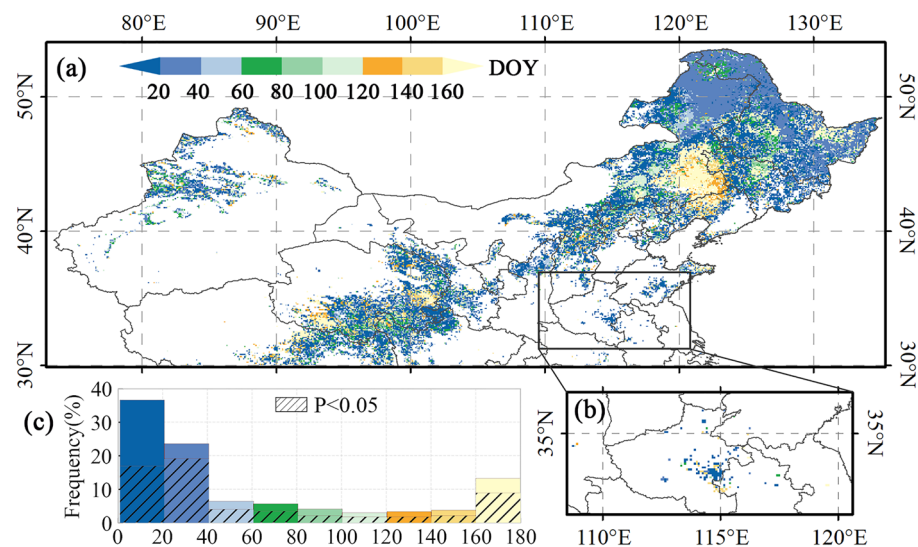 80°E 90°E 100°E 110°E 120°E 130°E
(a) DOY
20 40 60 80 100 120 140 160
50°N 50°N
40°N 40°N
30°N 30°N
(c) P<0.05
Frequency(%)
40
30
20
10
0
0 20 40 60 80 100 120 140 160 180
(b)
35°N 35°N
110°E 115°E 120°E